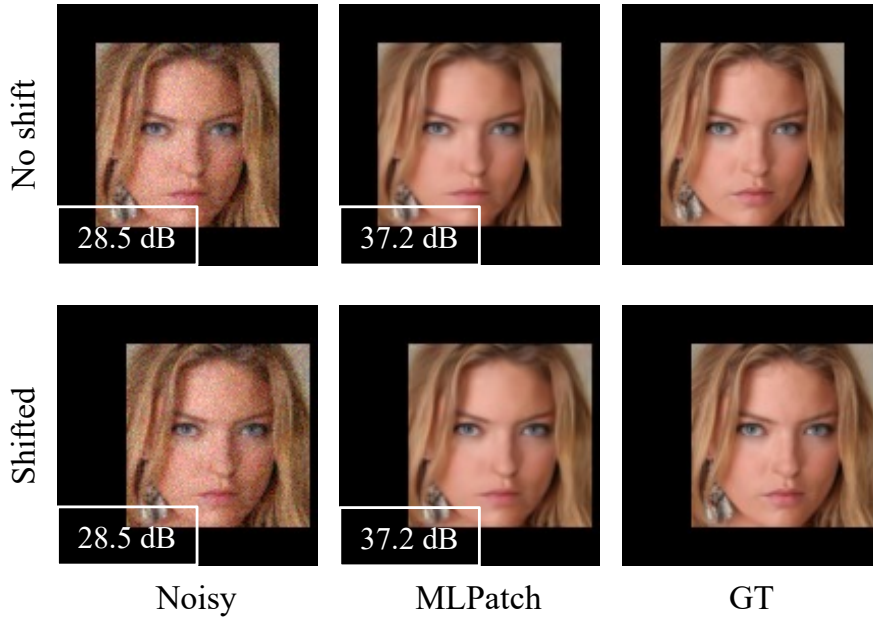 No shift
28.5 dB
37.2 dB
Shifted
28.5 dB
37.2 dB
Noisy
MLPatch
GT